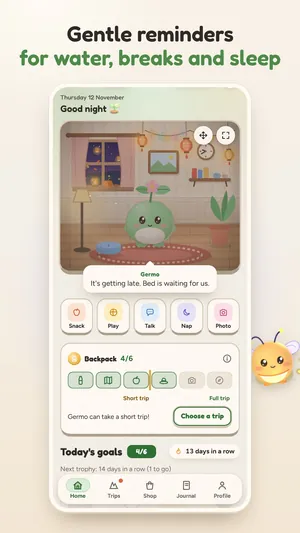 Gentle reminders
for water, breaks and sleep
Thursday 12 November
Good night
Germo
It's getting late. Bed is waiting for us.
Snack
Play
Talk
Nap
Photo
Backpack 4/6
Short trip
Full trip
Germo can take a short trip!
Choose a trip
Today's goals 4/6 13 days in a row
Next trophy: 14 days in a row (1 to go)
Home
Trips
Shop
Journal
Profile